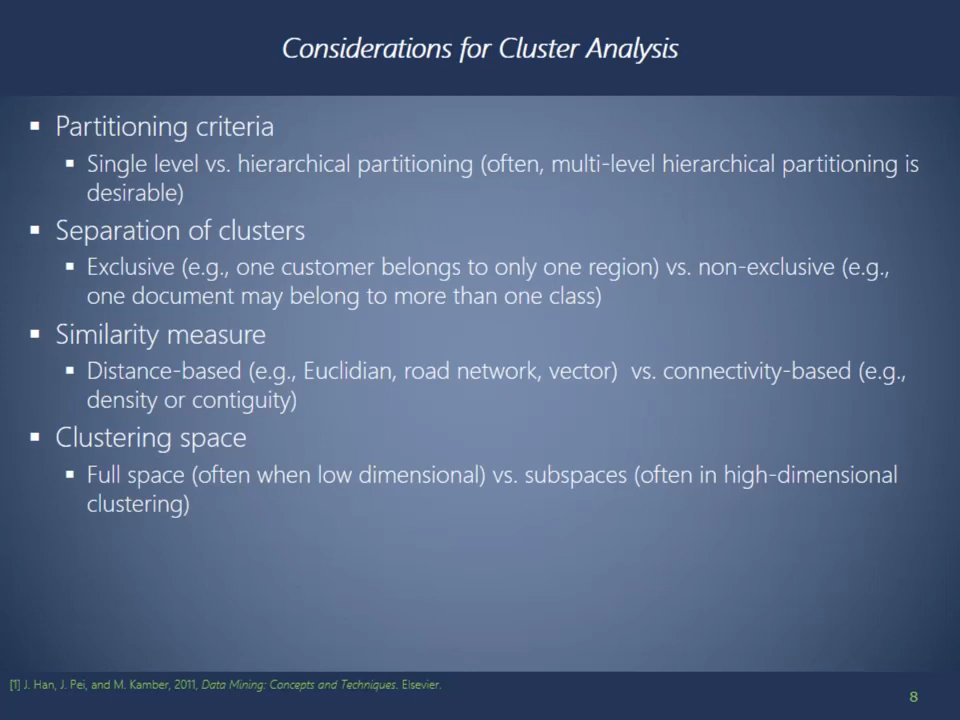 Considerations for Cluster Analysis
▪ Partitioning criteria
▪ Single level vs. hierarchical partitioning (often, multi-level hierarchical partitioning is
desirable)
▪ Separation of clusters
▪ Exclusive (e.g., one customer belongs to only one region) vs. non-exclusive (e.g.,
one document may belong to more than one class)
▪ Similarity measure
▪ Distance-based (e.g., Euclidian, road network, vector)  vs. connectivity-based (e.g.,
density or contiguity)
▪ Clustering space
▪ Full space (often when low dimensional) vs. subspaces (often in high-dimensional
clustering)
[1] J. Han, J. Pei, and M. Kamber, 2011, Data Mining: Concepts and Techniques. Elsevier.
8